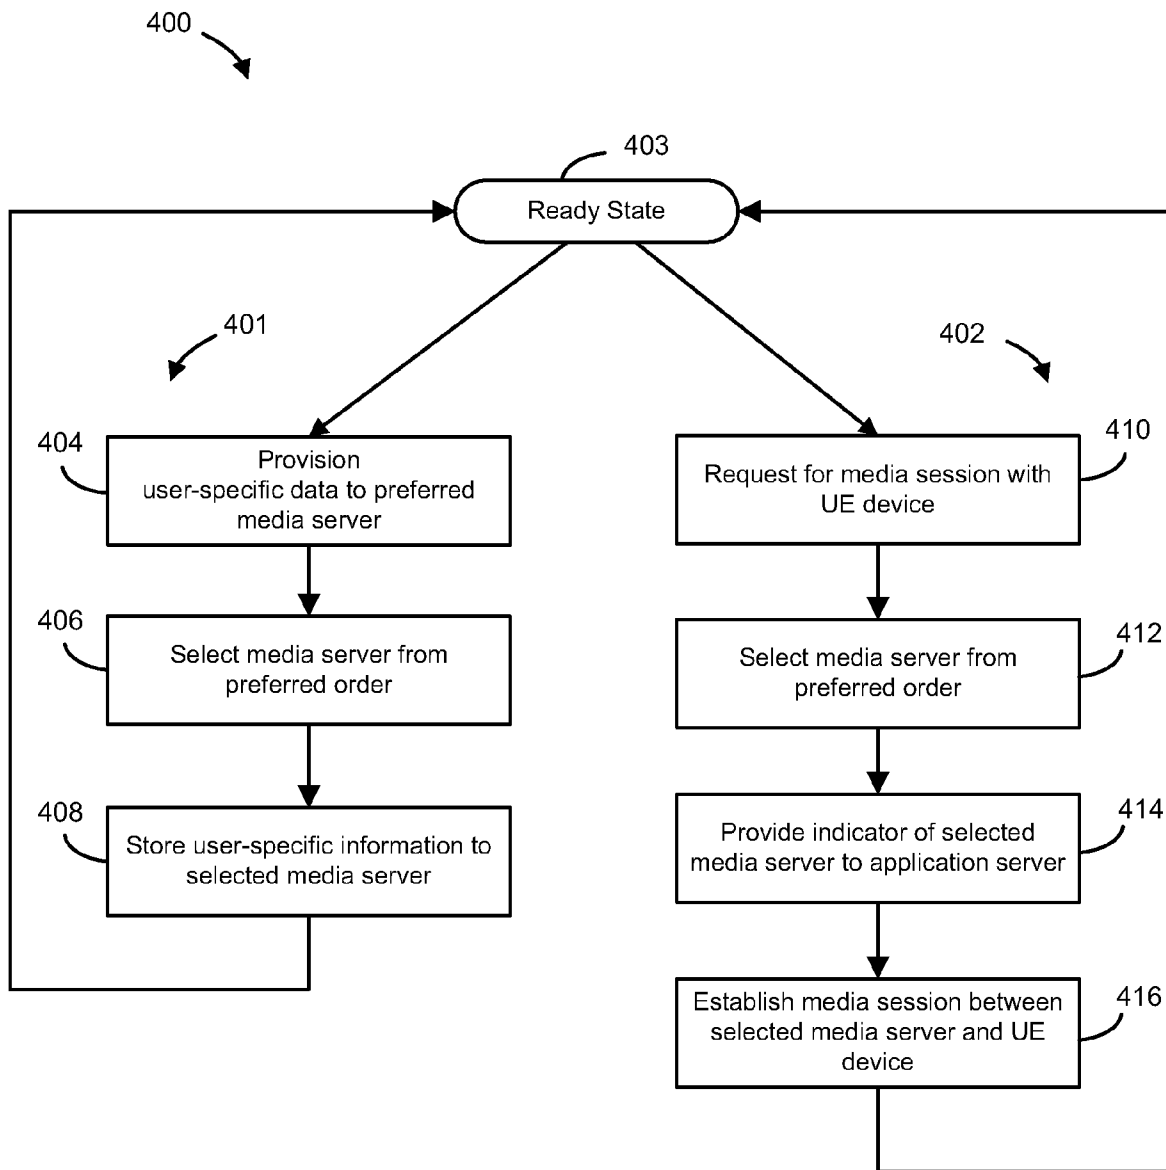 400
403
Ready State
401
402
404
Provision
user-specific data to preferred
media server
410
Request for media session with
UE device
406
Select media server from
preferred order
412
Select media server from
preferred order
408
Store user-specific information to
selected media server
414
Provide indicator of selected
media server to application server
416
Establish media session between
selected media server and UE
device